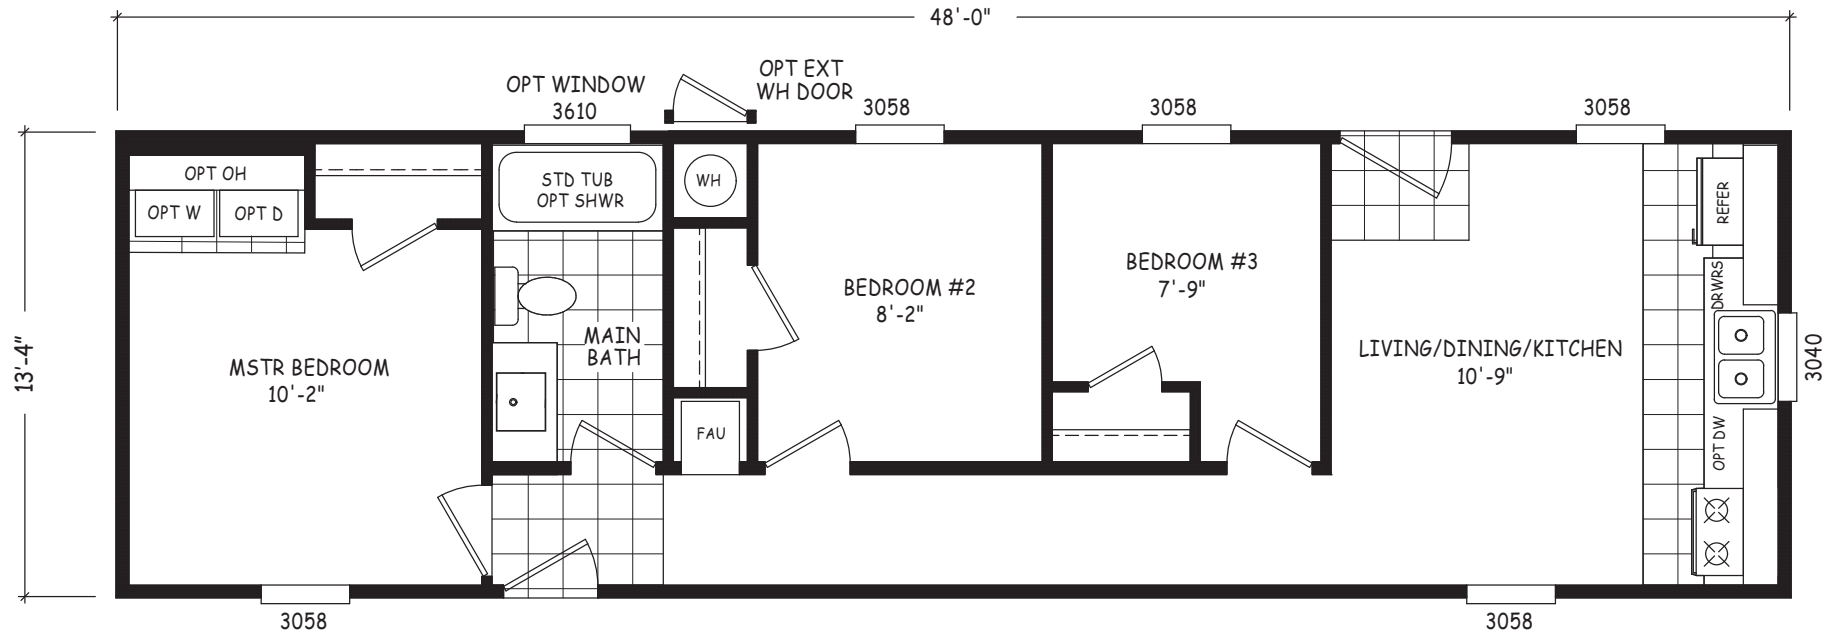 48'-0"
OPT WINDOW
3610
OPT EXT
WH DOOR
3058
3058
3058
OPT OH
OPT W
OPT D
STD TUB
OPT SHWR
WH
REFER
BEDROOM #2
8'-2"
BEDROOM #3
7'-9"
DRWRS
13'-4"
MSTR BEDROOM
10'-2"
MAIN
BATH
LIVING/DINING/KITCHEN
10'-9"
3040
FAU
OPT DW
3058
3058